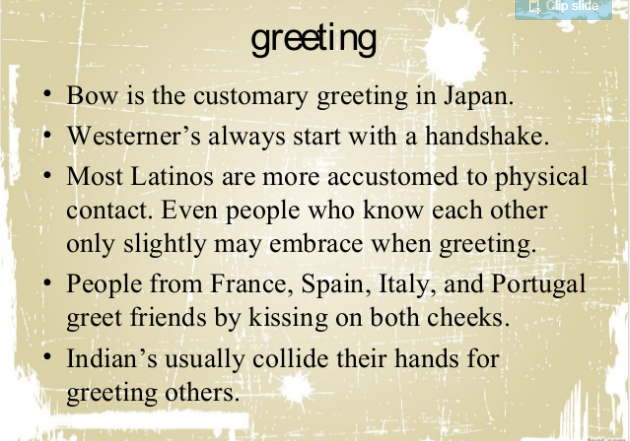 Clip slide
greeting
• Bow is the customary greeting in Japan.
• Westerner’s always start with a handshake.
• Most Latinos are more accustomed to physical
contact. Even people who know each other
only slightly may embrace when greeting.
• People from France, Spain, Italy, and Portugal
greet friends by kissing on both cheeks.
• Indian’s usually collide their hands for
greeting others.